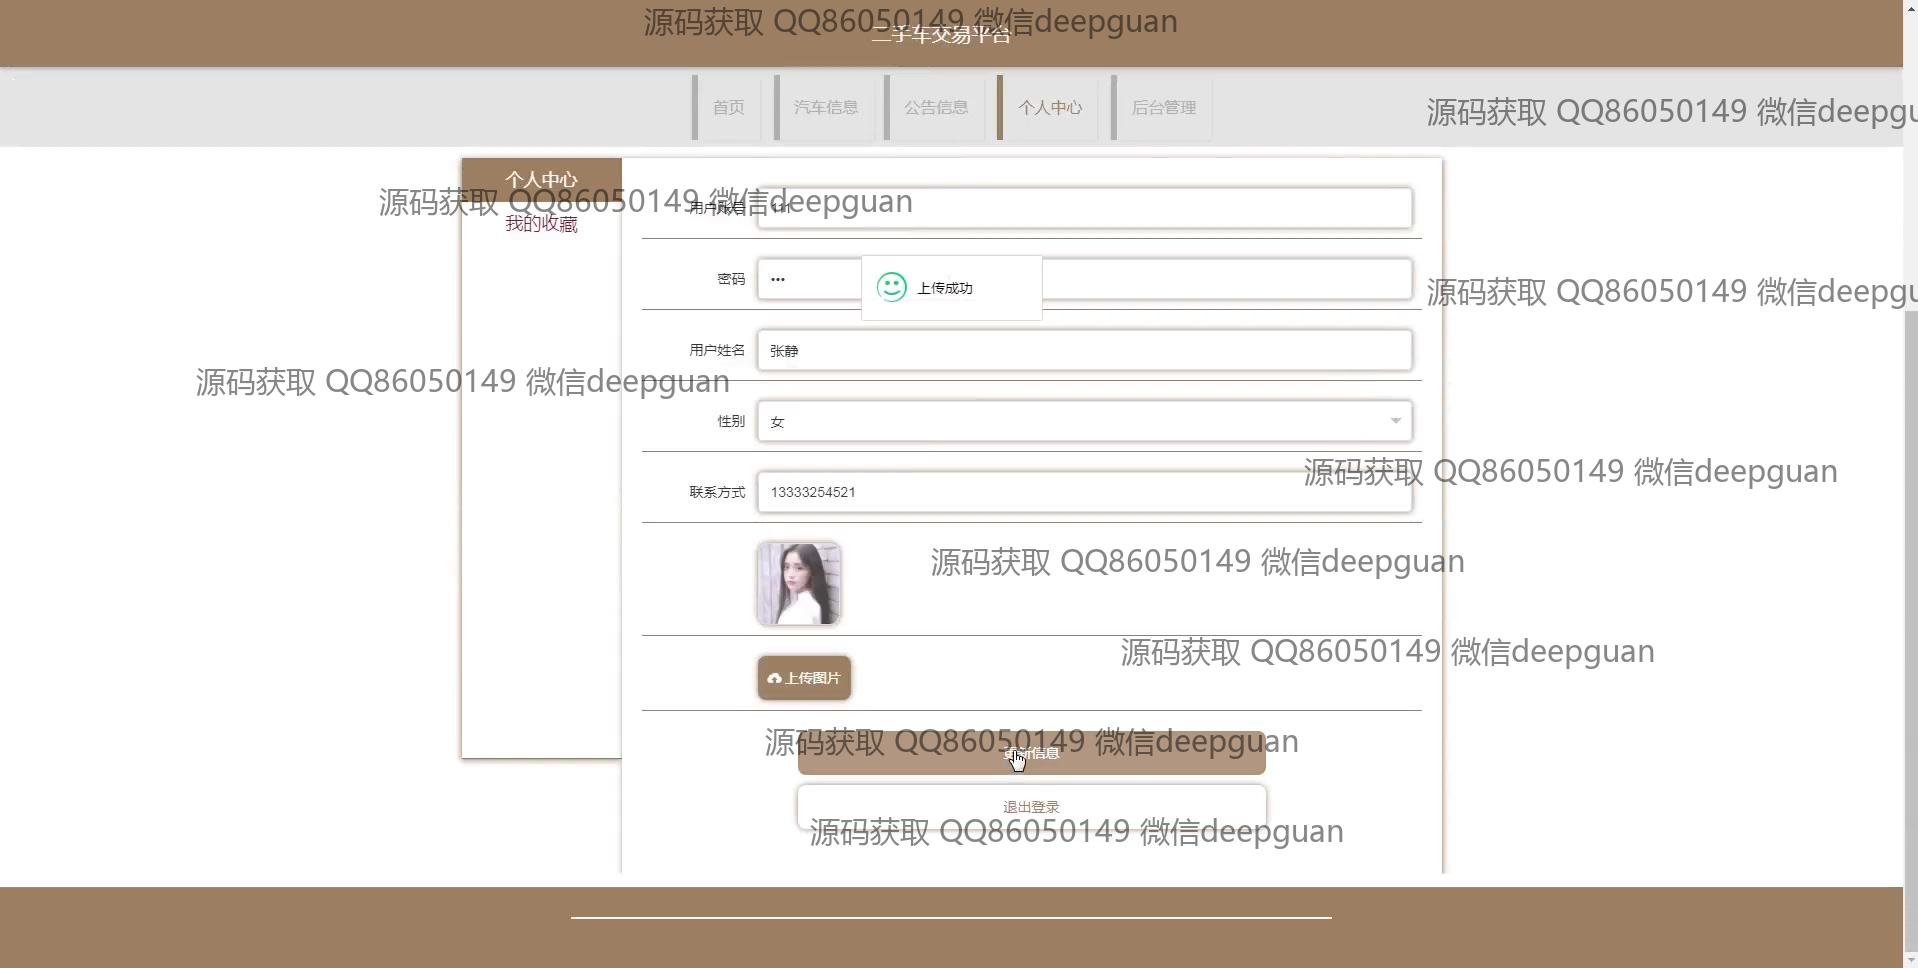 源码获取 QQ86050149 微信deepguan
二手车交易平台
首页
汽车信息
公告信息
个人中心
后台管理
源码获取 QQ86050149 微信deepgu
个人中心
源码获取 QQ86050149 微信deepguan
我的收藏
用户账号
111
密码
•••
上传成功
源码获取 QQ86050149 微信deepgu
用户姓名
张静
源码获取 QQ86050149 微信deepguan
性别
女
源码获取 QQ86050149 微信deepguan
联系方式
13333254521
源码获取 QQ86050149 微信deepguan
源码获取 QQ86050149 微信deepguan
上传图片
源码获取 QQ86050149 微信deepguan
更新信息
退出登录
源码获取 QQ86050149 微信deepguan